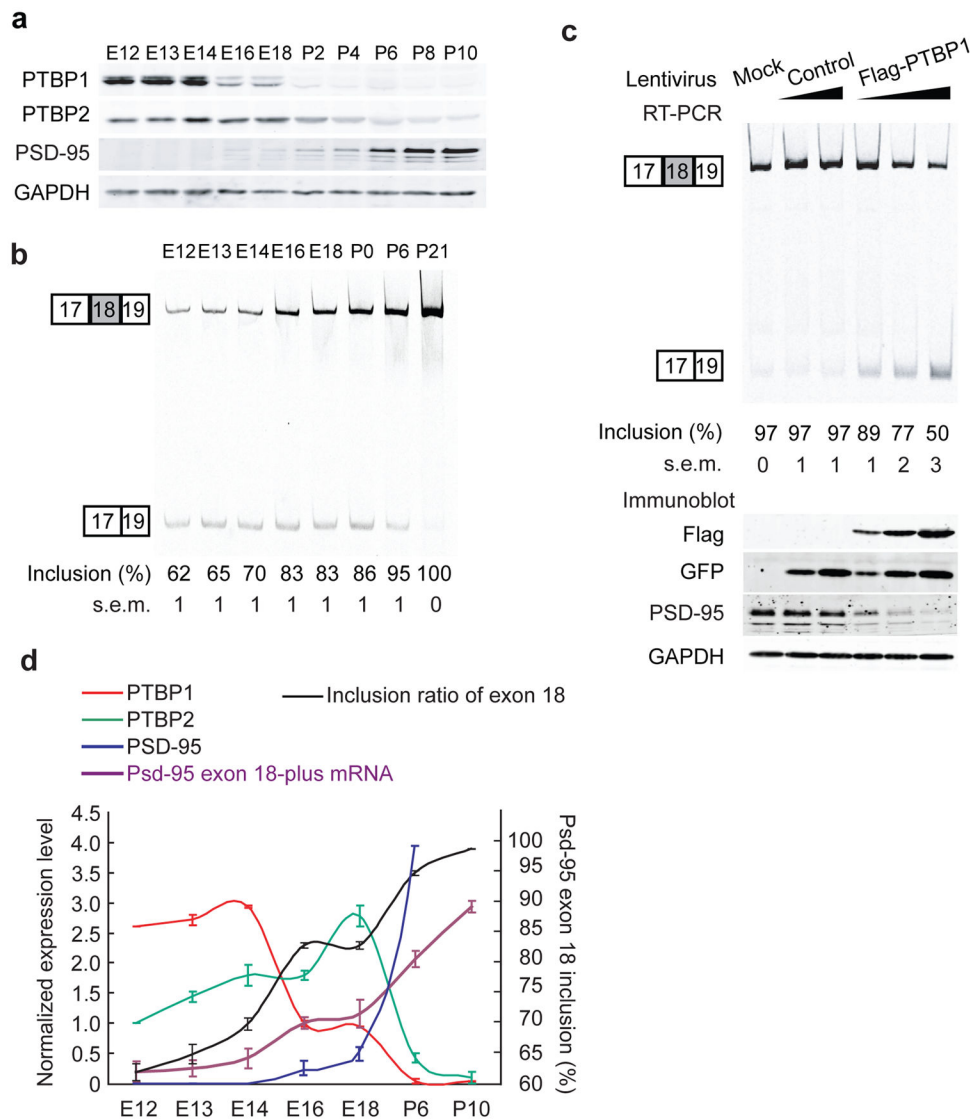 a
E12 E13 E14 E16 E18 P2 P4 P6 P8 P10
PTBP1
PTBP2
PSD-95
GAPDH
b
E12 E13 E14 E16 E18 P0 P6 P21
17 18 19
17 19
Inclusion (%) 62 65 70 83 83 86 95 100
s.e.m. 1 1 1 1 1 1 1 0
c
Lentivirus Mock Control Flag-PTBP1
RT-PCR
17 18 19
17 19
Inclusion (%) 97 97 97 89 77 50
s.e.m. 0 1 1 1 2 3
Immunoblot
Flag
GFP
PSD-95
GAPDH
d
PTBP1 Inclusion ratio of exon 18
PTBP2
PSD-95
Psd-95 exon 18-plus mRNA
Normalized expression level
4.5
4.0
3.5
3.0
2.5
2.0
1.5
1.0
0.5
0
100
95
90
85
80
75
70
65
60
Psd-95 exon 18 inclusion (%)
E12 E13 E14 E16 E18 P6 P10